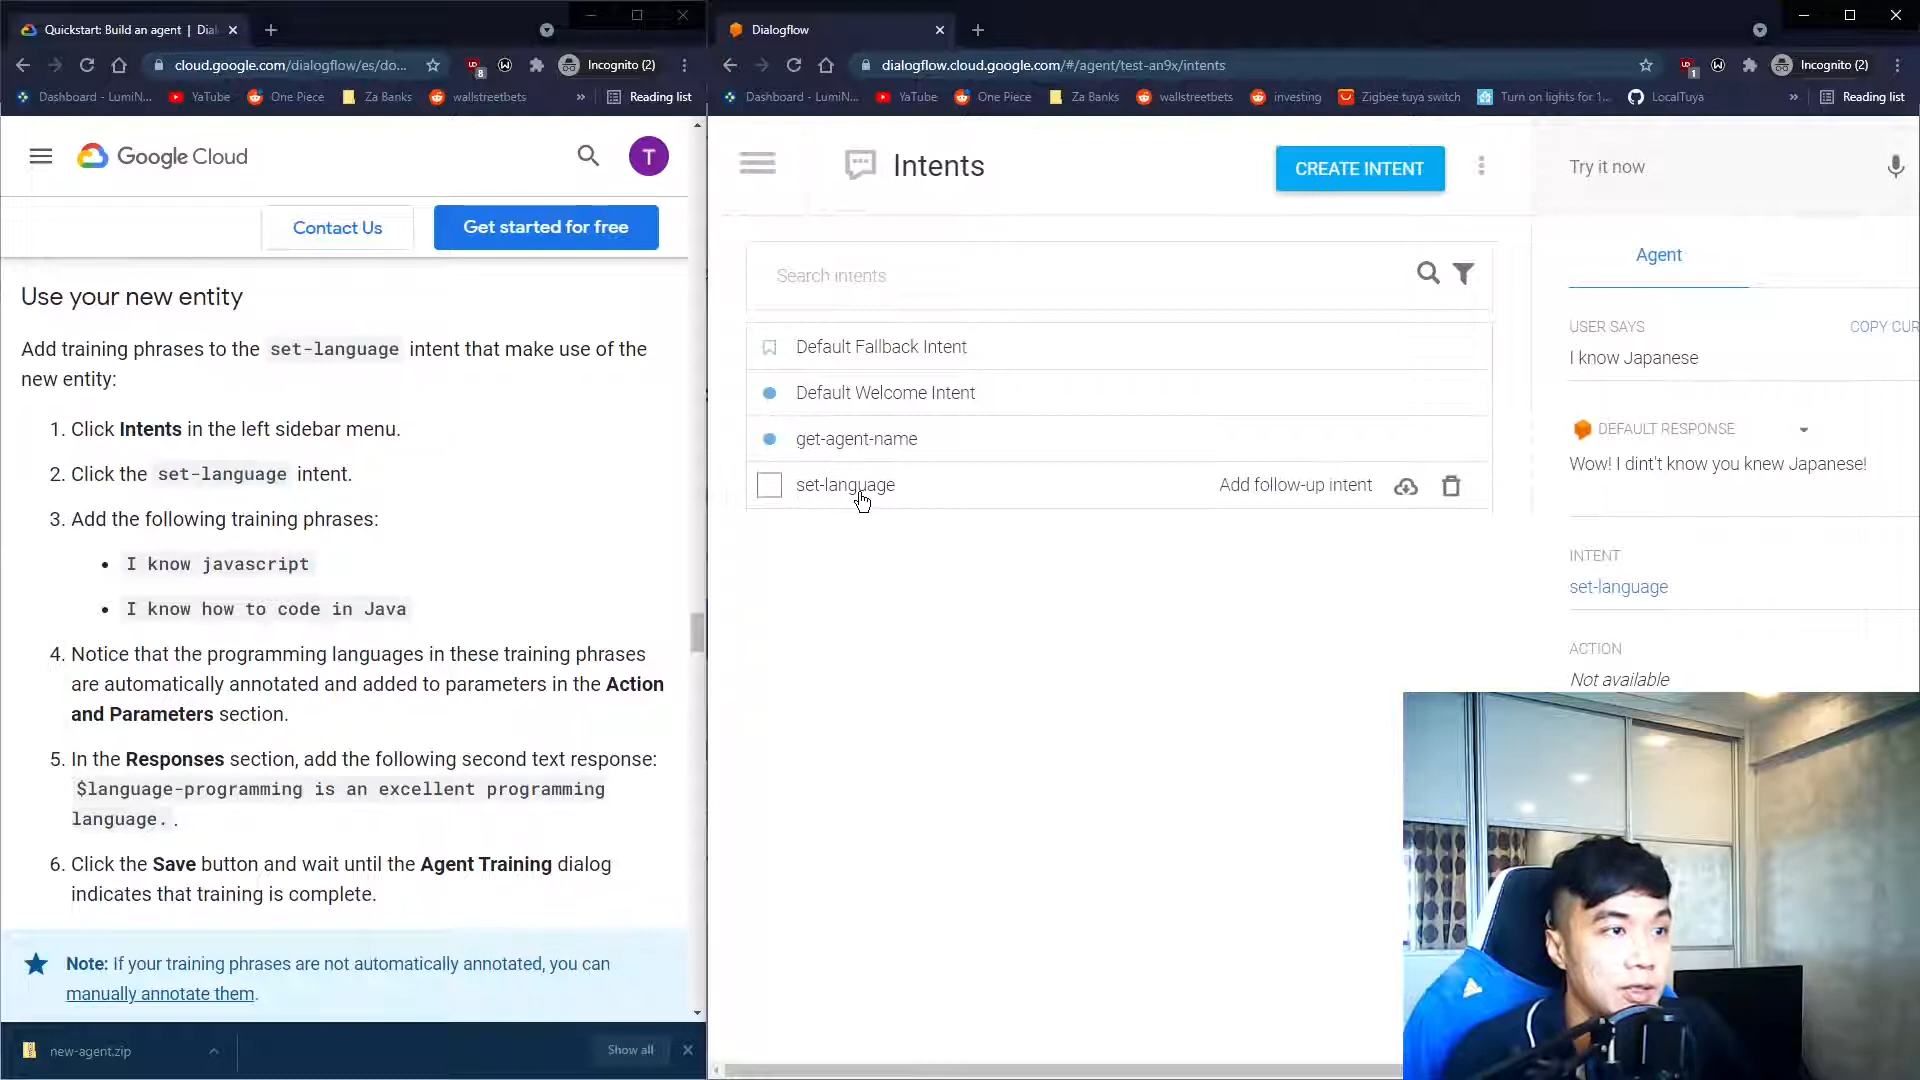 Quickstart: Build an agent | Dial
cloud.google.com/dialogflow/es/do...
8
Incognito (2)
Dashboard - LumiN...
YaTube
One Piece
Za Banks
wallstreetbets
»
Reading list
Google Cloud
T
Contact Us
Get started for free
Use your new entity
Add training phrases to the set-language intent that make use of the
new entity:
1. Click Intents in the left sidebar menu.
2. Click the set-language intent.
3. Add the following training phrases:
• I know javascript
• I know how to code in Java
4. Notice that the programming languages in these training phrases
are automatically annotated and added to parameters in the Action
and Parameters section.
5. In the Responses section, add the following second text response:
$language-programming is an excellent programming
language. .
6. Click the Save button and wait until the Agent Training dialog
indicates that training is complete.
Note: If your training phrases are not automatically annotated, you can
manually annotate them.
new-agent.zip
Show all
Dialogflow
dialogflow.cloud.google.com/#/agent/test-an9x/intents
1
Incognito (2)
Dashboard - LumiN...
YaTube
One Piece
Za Banks
wallstreetbets
investing
Zigbee tuya switch
Turn on lights for 1...
LocalTuya
»
Reading list
Intents
CREATE INTENT
Search intents
Default Fallback Intent
Default Welcome Intent
get-agent-name
set-language
Add follow-up intent
Try it now
Agent
USER SAYS
COPY CUR
I know Japanese
DEFAULT RESPONSE
Wow! I dint't know you knew Japanese!
INTENT
set-language
ACTION
Not available